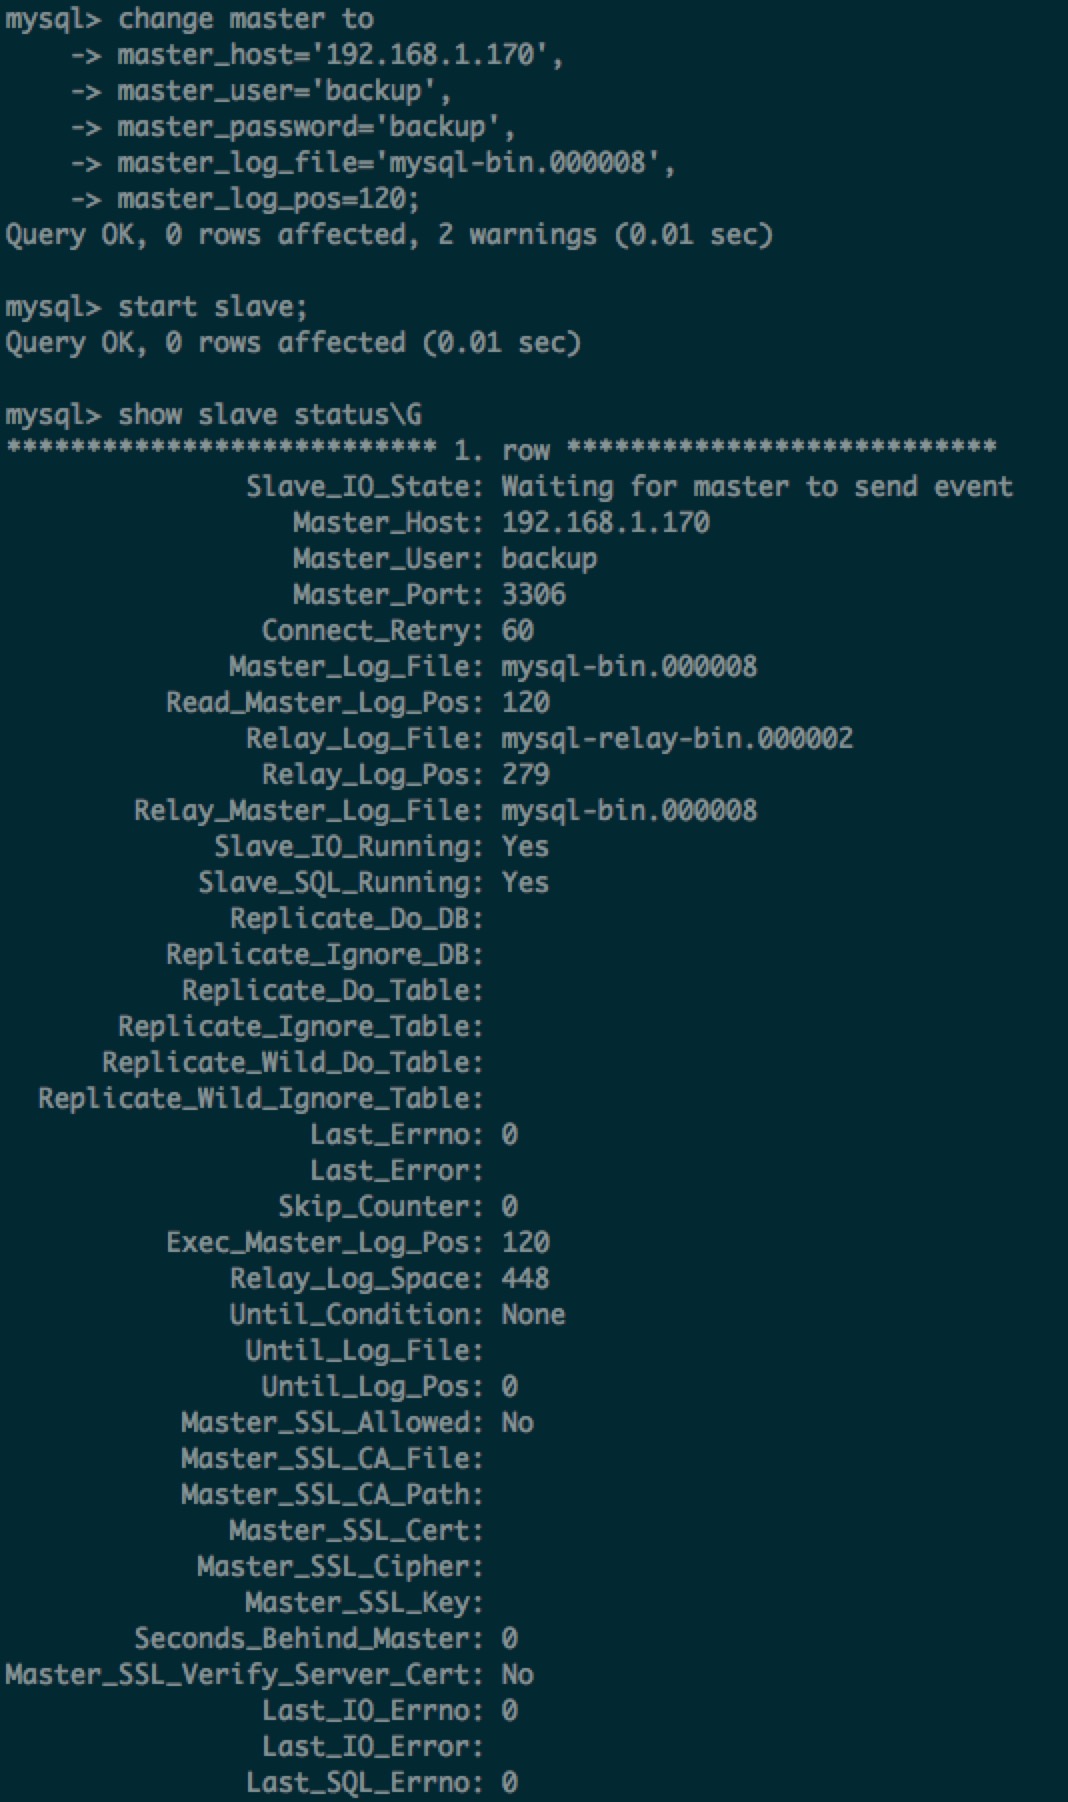 mysql> change master to
    -> master_host='192.168.1.170',
    -> master_user='backup',
    -> master_password='backup',
    -> master_log_file='mysql-bin.000008',
    -> master_log_pos=120;
Query OK, 0 rows affected, 2 warnings (0.01 sec)

mysql> start slave;
Query OK, 0 rows affected (0.01 sec)

mysql> show slave status\G
*************************** 1. row ***************************
               Slave_IO_State: Waiting for master to send event
                  Master_Host: 192.168.1.170
                  Master_User: backup
                  Master_Port: 3306
                Connect_Retry: 60
              Master_Log_File: mysql-bin.000008
          Read_Master_Log_Pos: 120
               Relay_Log_File: mysql-relay-bin.000002
                Relay_Log_Pos: 279
        Relay_Master_Log_File: mysql-bin.000008
             Slave_IO_Running: Yes
            Slave_SQL_Running: Yes
              Replicate_Do_DB:
          Replicate_Ignore_DB:
           Replicate_Do_Table:
       Replicate_Ignore_Table:
      Replicate_Wild_Do_Table:
  Replicate_Wild_Ignore_Table:
                   Last_Errno: 0
                   Last_Error:
                 Skip_Counter: 0
          Exec_Master_Log_Pos: 120
              Relay_Log_Space: 448
              Until_Condition: None
               Until_Log_File:
                Until_Log_Pos: 0
           Master_SSL_Allowed: No
           Master_SSL_CA_File:
           Master_SSL_CA_Path:
              Master_SSL_Cert:
            Master_SSL_Cipher:
               Master_SSL_Key:
        Seconds_Behind_Master: 0
Master_SSL_Verify_Server_Cert: No
                Last_IO_Errno: 0
                Last_IO_Error:
               Last_SQL_Errno: 0